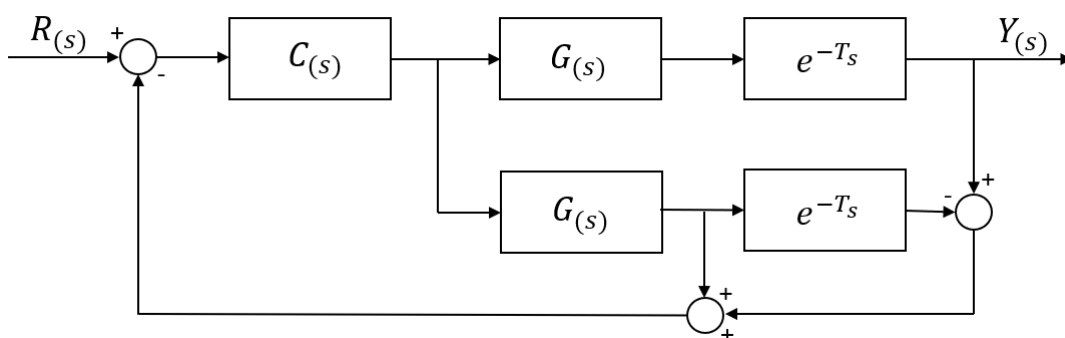 R(s) + - C(s) G(s) e^{-Ts} Y(s)
G(s) e^{-Ts} - +
+ +